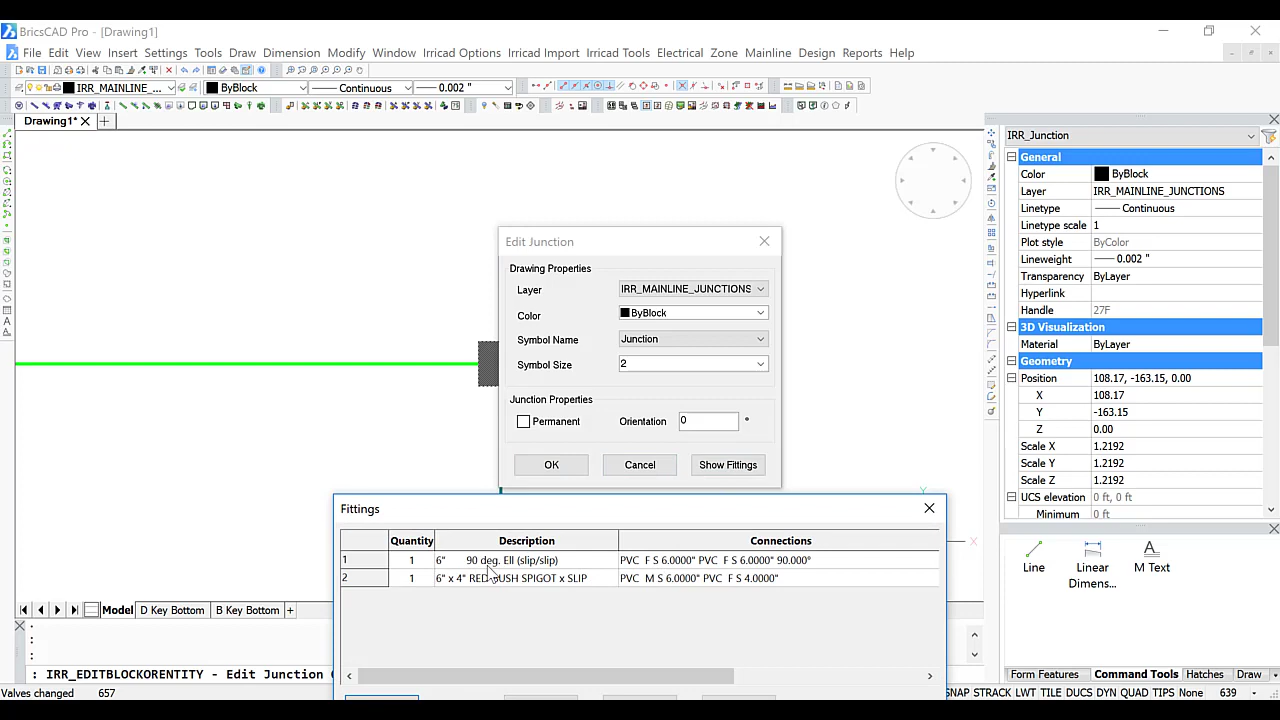 BricsCAD Pro - [Drawing1]
File Edit View Insert Settings Tools Draw Dimension Modify Window Irricad Options Irricad Import Irricad Tools Electrical Zone Mainline Design Reports Help
IRR_MAINLINE_... ByBlock Continuous 0.002 "
Drawing1*
IRR_Junction
General
Color ByBlock
Layer IRR_MAINLINE_JUNCTIONS
Linetype Continuous
Linetype scale 1
Plot style ByColor
Lineweight 0.002 "
Transparency ByLayer
Hyperlink
Handle 27F
3D Visualization
Material ByLayer
Geometry
Position 108.17, -163.15, 0.00
X 108.17
Y -163.15
Z 0.00
Scale X 1.2192
Scale Y 1.2192
Scale Z 1.2192
UCS elevation 0 ft, 0 ft
Minimum 0 ft
Edit Junction
Drawing Properties
Layer IRR_MAINLINE_JUNCTIONS
Color ByBlock
Symbol Name Junction
Symbol Size 2
Junction Properties
Permanent Orientation 0 °
OK Cancel Show Fittings
Y
X
Fittings
Quantity Description Connections
1 1 6" 90 deg. Ell (slip/slip) PVC F S 6.0000" PVC F S 6.0000" 90.000°
2 1 6" x 4" RED BUSH SPIGOT x SLIP PVC M S 6.0000" PVC F S 4.0000"
Line Linear Dimens... M Text
Model D Key Bottom B Key Bottom +
:
:
:
: IRR_EDITBLOCKORENTITY - Edit Junction
Form Features Command Tools Hatches Draw
Valves changed 657
SNAP STRACK LWT TILE DUCS DYN QUAD TIPS None 639